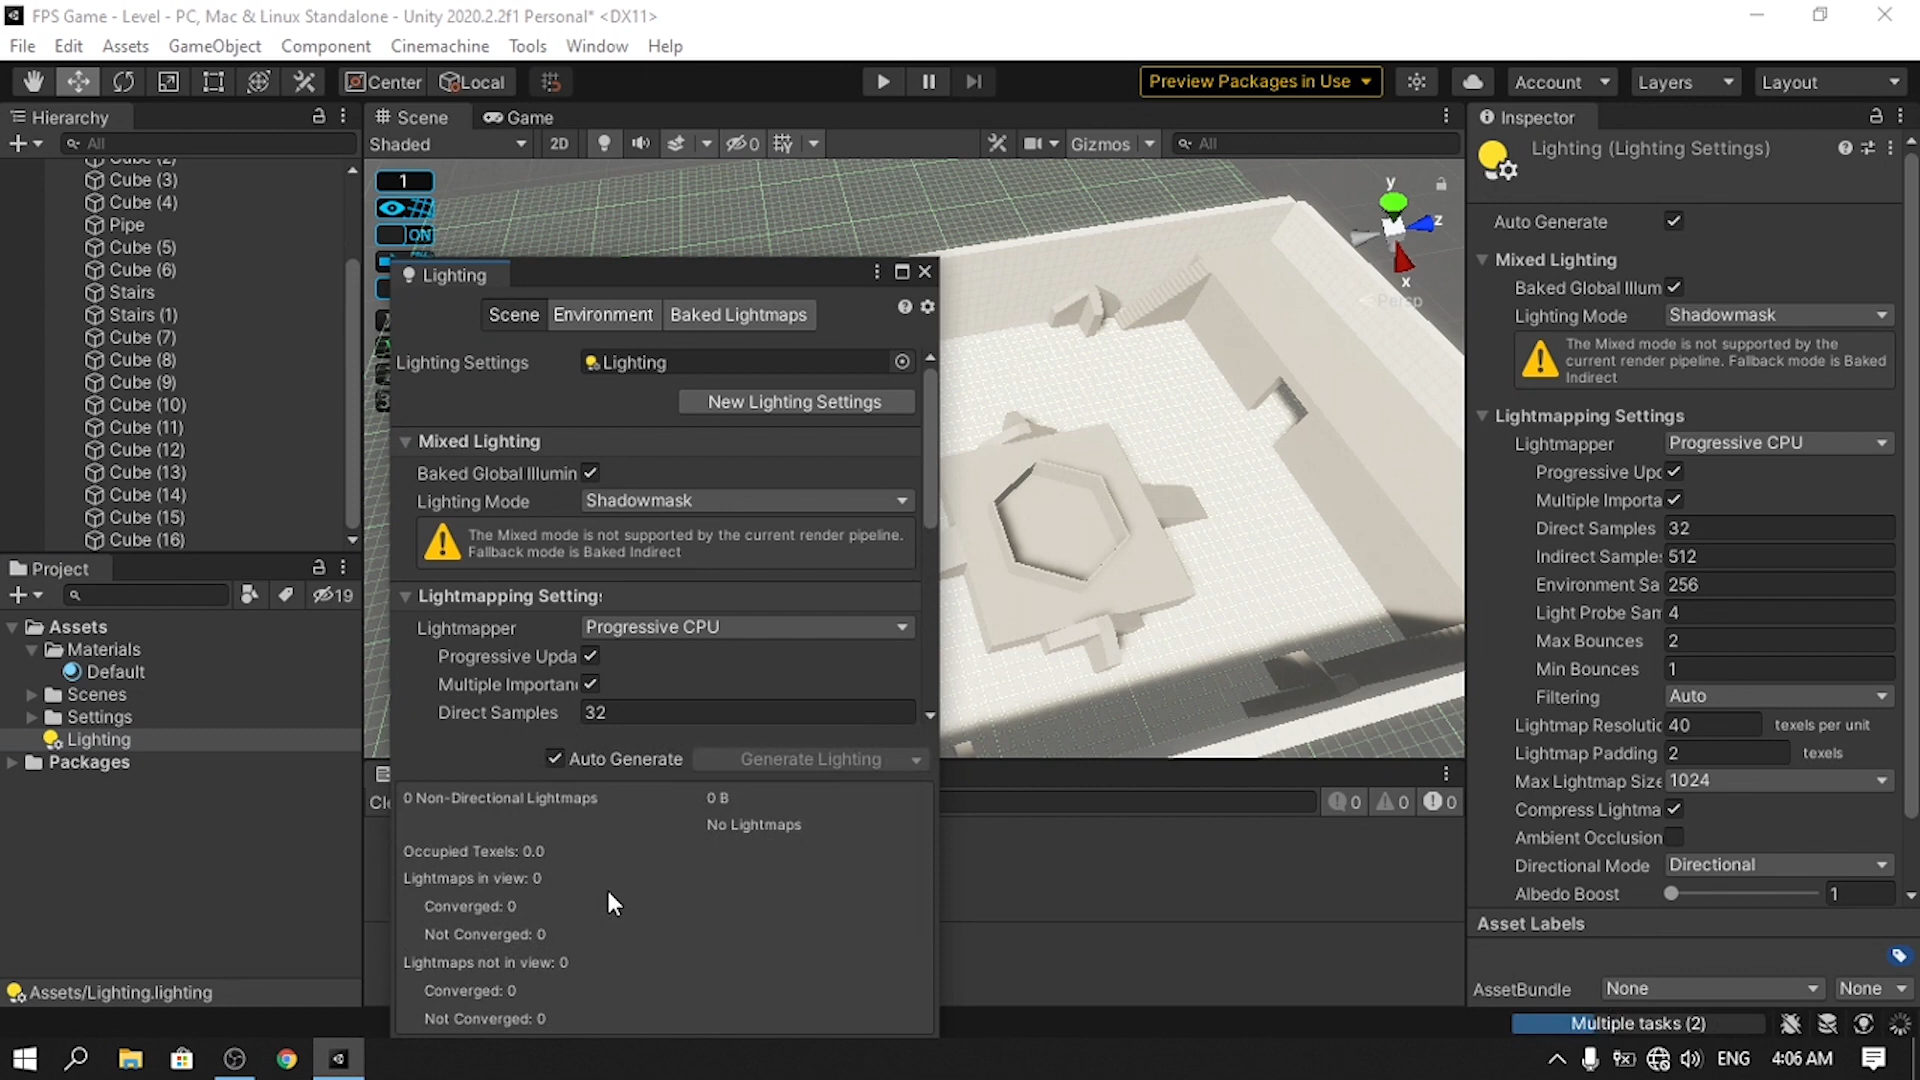 FPS Game - Level - PC, Mac & Linux Standalone - Unity 2020.2.2f1 Personal* <DX11>
File Edit Assets GameObject Component Cinemachine Tools Window Help
Center Local
Preview Packages in Use
Account Layers Layout
Hierarchy
All
Cube (2)
Cube (3)
Cube (4)
Pipe
Cube (5)
Cube (6)
Stairs
Stairs (1)
Cube (7)
Cube (8)
Cube (9)
Cube (10)
Cube (11)
Cube (12)
Cube (13)
Cube (14)
Cube (15)
Cube (16)
Project
19
Assets
Materials
Default
Scenes
Settings
Lighting
Packages
Assets/Lighting.lighting
Scene Game
Shaded 2D 0 Gizmos All
1
ON
y
z
x
Persp
Lighting
Scene Environment Baked Lightmaps
Lighting Settings Lighting
New Lighting Settings
Mixed Lighting
Baked Global Illumin
Lighting Mode Shadowmask
The Mixed mode is not supported by the current render pipeline.
Fallback mode is Baked Indirect
Lightmapping Setting
Lightmapper Progressive CPU
Progressive Upda
Multiple Importan
Direct Samples 32
Auto Generate Generate Lighting
0 Non-Directional Lightmaps 0 B
No Lightmaps
Occupied Texels: 0.0
Lightmaps in view: 0
Converged: 0
Not Converged: 0
Lightmaps not in view: 0
Converged: 0
Not Converged: 0
0 0 0
Inspector
Lighting (Lighting Settings)
Auto Generate
Mixed Lighting
Baked Global Illum
Lighting Mode Shadowmask
The Mixed mode is not supported by the
current render pipeline. Fallback mode is Baked
Indirect
Lightmapping Settings
Lightmapper Progressive CPU
Progressive Upd
Multiple Importa
Direct Samples 32
Indirect Sample 512
Environment Sa 256
Light Probe Sam 4
Max Bounces 2
Min Bounces 1
Filtering Auto
Lightmap Resoluti 40 texels per unit
Lightmap Padding 2 texels
Max Lightmap Size 1024
Compress Lightma
Ambient Occlusion
Directional Mode Directional
Albedo Boost 1
Asset Labels
AssetBundle None None
Multiple tasks (2)
ENG 4:06 AM